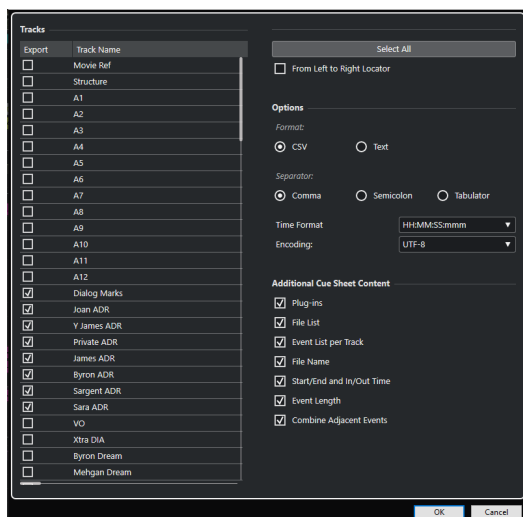 Tracks
Export Track Name
Movie Ref
Structure
A1
A2
A3
A4
A5
A6
A7
A8
A9
A10
A11
A12
Dialog Marks
Joan ADR
Y James ADR
Private ADR
James ADR
Byron ADR
Sargent ADR
Sara ADR
VO
Xtra DIA
Byron Dream
Mehgan Dream
Select All
From Left to Right Locator
Options
Format:
CSV Text
Separator:
Comma Semicolon Tabulator
Time Format HH:MM:SS:mmm
Encoding: UTF-8
Additional Cue Sheet Content
Plug-ins
File List
Event List per Track
File Name
Start/End and In/Out Time
Event Length
Combine Adjacent Events
OK Cancel